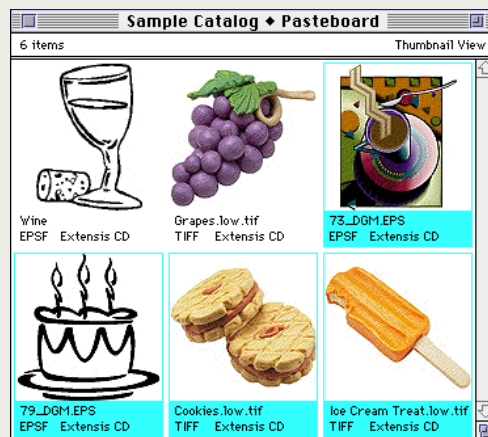 Sample Catalog ◆ Pasteboard
6 items Thumbnail View
Wine
EPSF Extensis CD
Grapes.low.tif
TIFF Extensis CD
73_DGM.EPS
EPSF Extensis CD
79_DGM.EPS
EPSF Extensis CD
Cookies.low.tif
TIFF Extensis CD
Ice Cream Treat.low.tif
TIFF Extensis CD